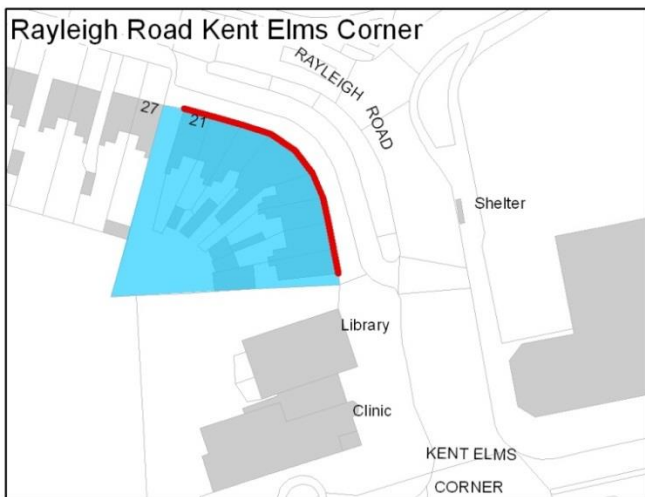 Rayleigh Road Kent Elms Corner
RAYLEIGH ROAD
27
21
Shelter
Library
Clinic
KENT ELMS
CORNER